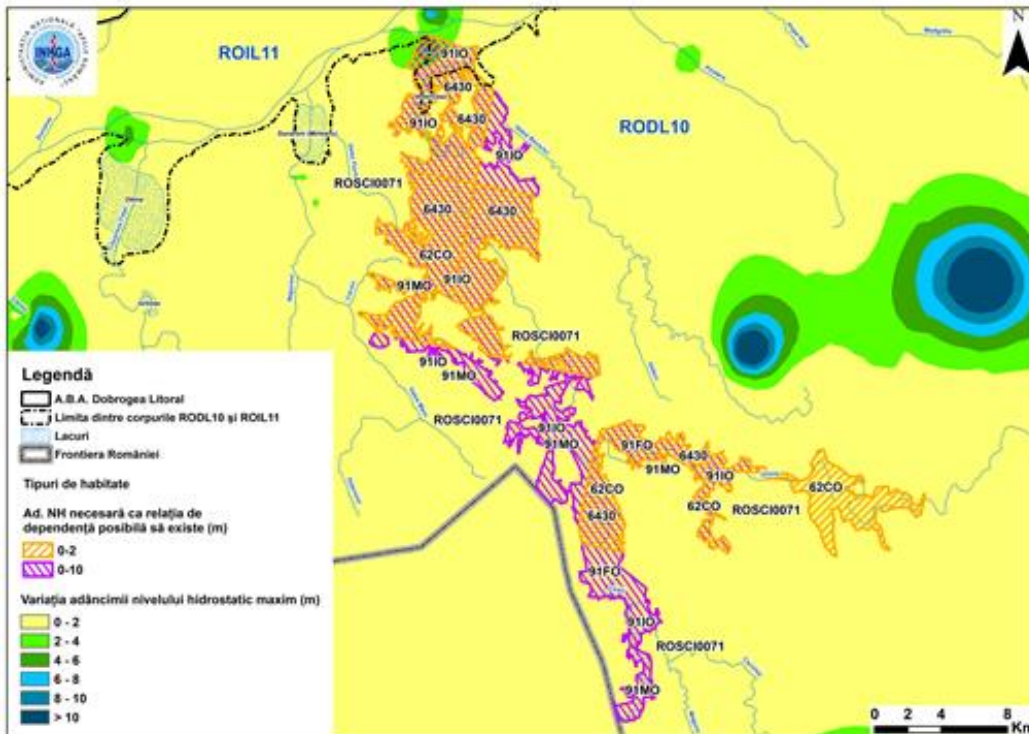 ADMINISTRAȚIA NAȚIONALĂ "APELE ROMÂNE"
INHGA
N
ROIL11
RODL10
91IO
6430
91IO
6430
91IO
ROSCI0071
6430
6430
62CO
91MO
91IO
ROSCI0071
91IO
91MO
ROSCI0071
91IO
91MO
91FO
6430
91MO
91IO
62CO
62CO
62CO
ROSCI0071
6430
91FO
91IO
ROSCI0071
91MO
Legendă
A.B.A. Dobrogea Litoral
Limita dintre corpurile RODL10 și ROIL11
Lacuri
Frontiera României
Tipuri de habitate
Ad. NH necesară ca relația de
dependență posibilă să existe (m)
0-2
0-10
Variația adâncimii nivelului hidrostatic maxim (m)
0 - 2
2 - 4
4 - 6
6 - 8
8 - 10
> 10
0 2 4 8
Km